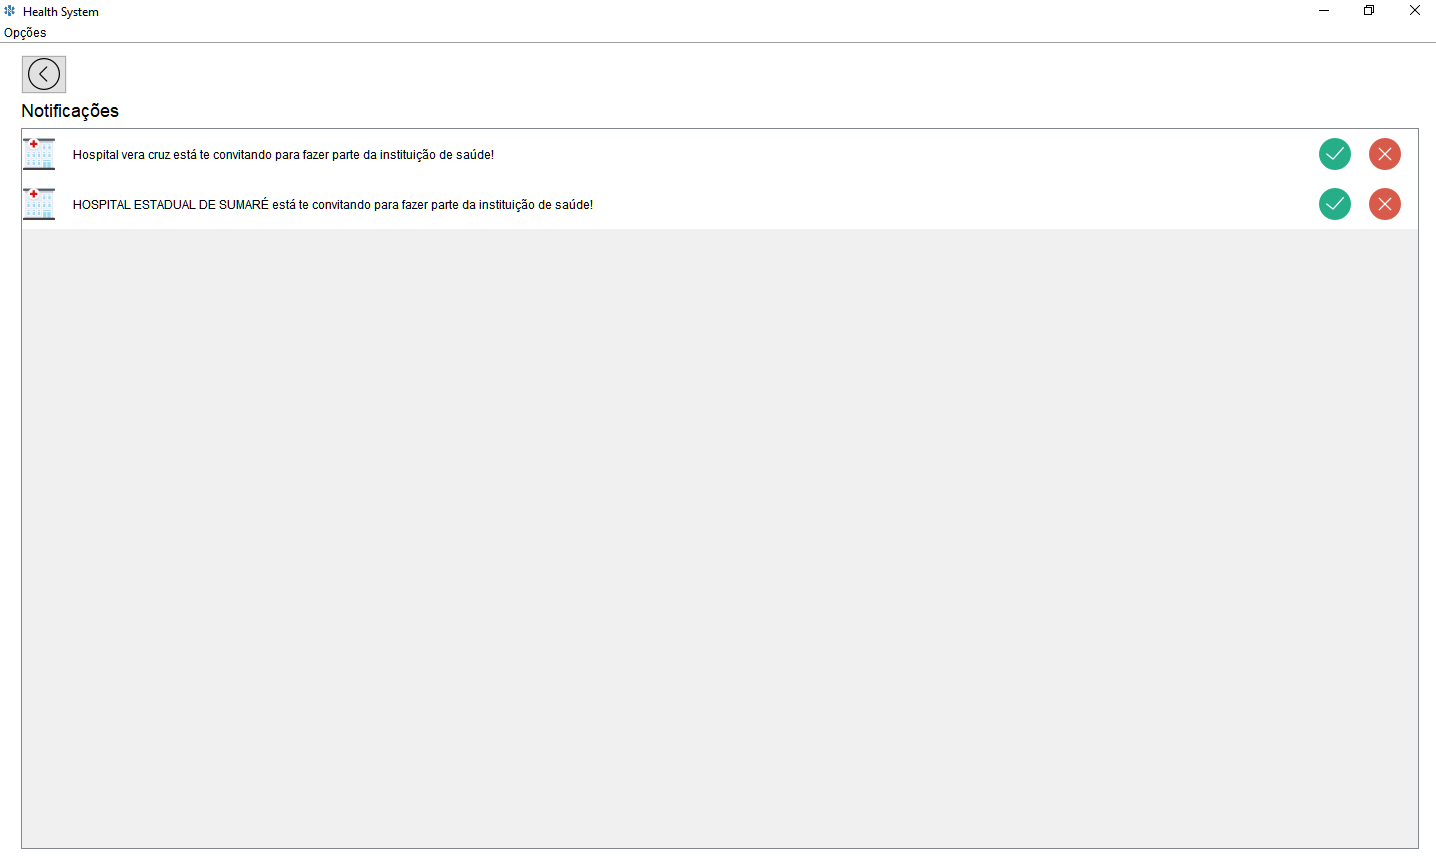 Health System
Opções
Notificações
Hospital vera cruz está te convitando para fazer parte da instituição de saúde!
HOSPITAL ESTADUAL DE SUMARÉ está te convitando para fazer parte da instituição de saúde!